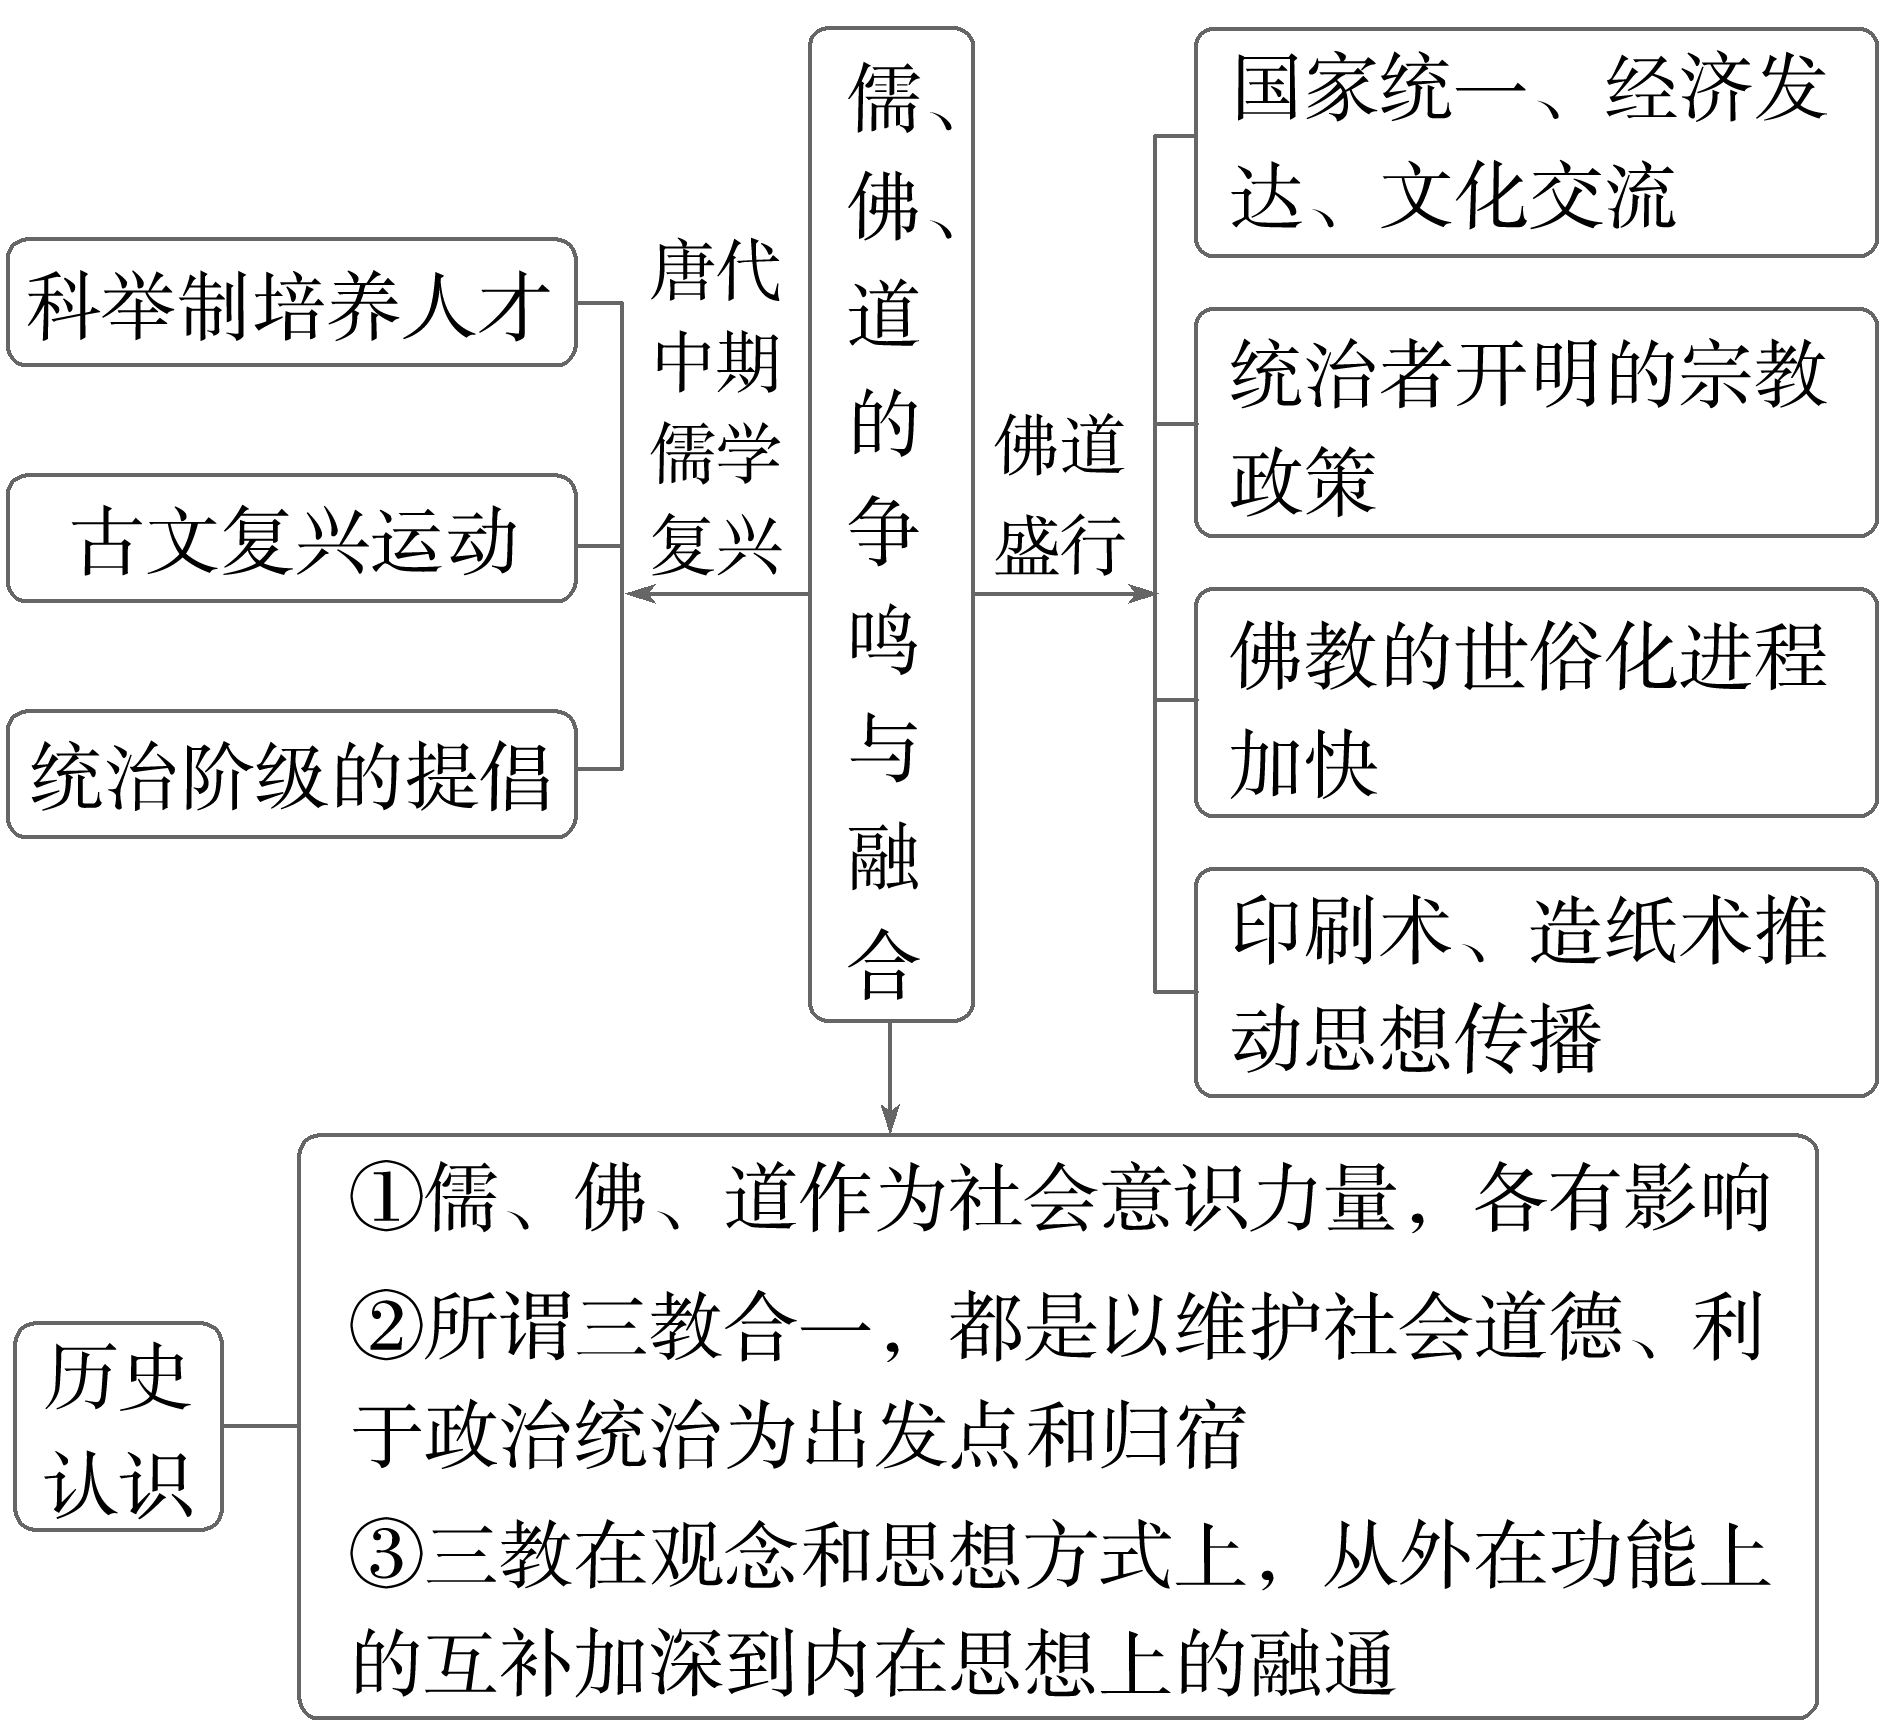 儒、
佛、
道
的
争
鸣
与
融
合
唐代
中期
儒学
复兴
科举制培养人才
古文复兴运动
统治阶级的提倡
佛道
盛行
国家统一、经济发
达、文化交流
统治者开明的宗教
政策
佛教的世俗化进程
加快
印刷术、造纸术推
动思想传播
历史
认识
①儒、佛、道作为社会意识力量，各有影响
②所谓三教合一，都是以维护社会道德、利
于政治统治为出发点和归宿
③三教在观念和思想方式上，从外在功能上
的互补加深到内在思想上的融通